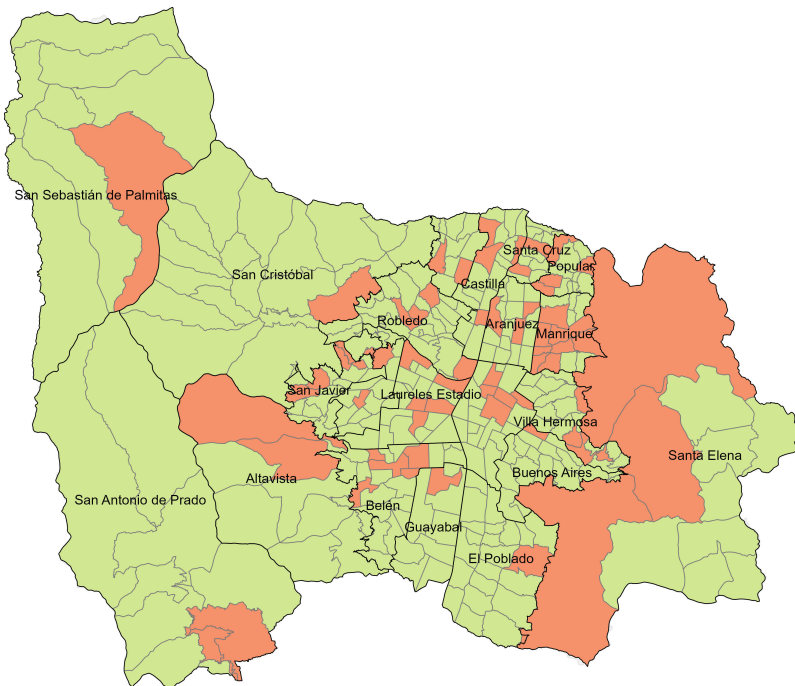 San Sebastián de Palmitas
San Cristóbal
Santa Cruz
Popular
Castilla
Robledo
Aranjuez
Manrique
San Javier
Laureles Estadio
Villa Hermosa
Santa Elena
Buenos Aires
Altavista
San Antonio de Prado
Belén
Guayabal
El Poblado